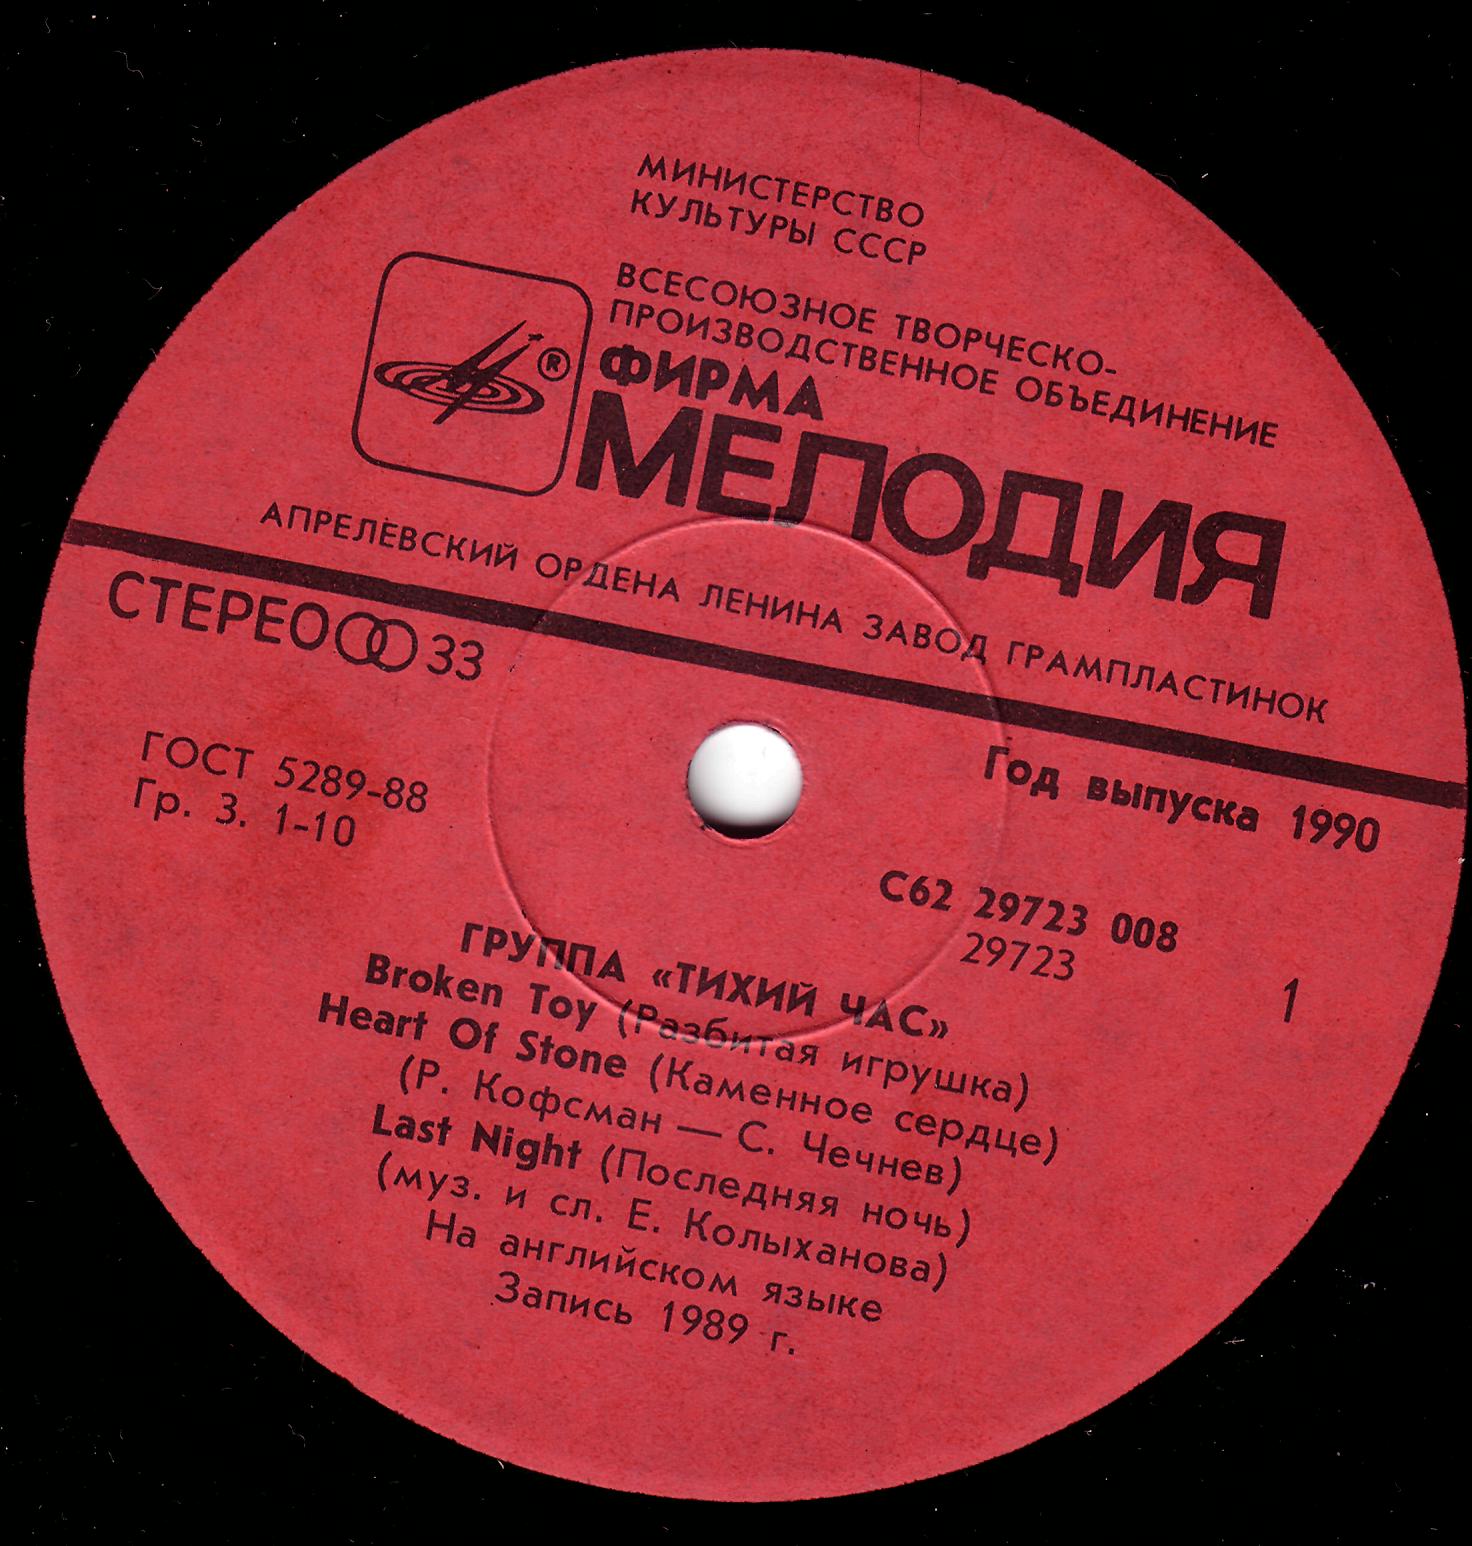 МИНИСТЕРСТВО
КУЛЬТУРЫ СССР
ВСЕСОЮЗНОЕ ТВОРЧЕСКО-
ПРОИЗВОДСТВЕННОЕ ОБЪЕДИНЕНИЕ
ФИРМА
МЕЛОДИЯ
®
АПРЕЛЕВСКИЙ ОРДЕНА ЛЕНИНА ЗАВОД ГРАМПЛАСТИНОК
СТЕРЕО 33
ГОСТ 5289-88
Гр. 3. 1-10
Год выпуска 1990
С62 29723 008
29723
1
ГРУППА «ТИХИЙ ЧАС»
Broken Toy (Разбитая игрушка)
Heart Of Stone (Каменное сердце)
(Р. Кофсман — С. Чечнев)
Last Night (Последняя ночь)
(муз. и сл. Е. Колыханова)
На английском языке
Запись 1989 г.